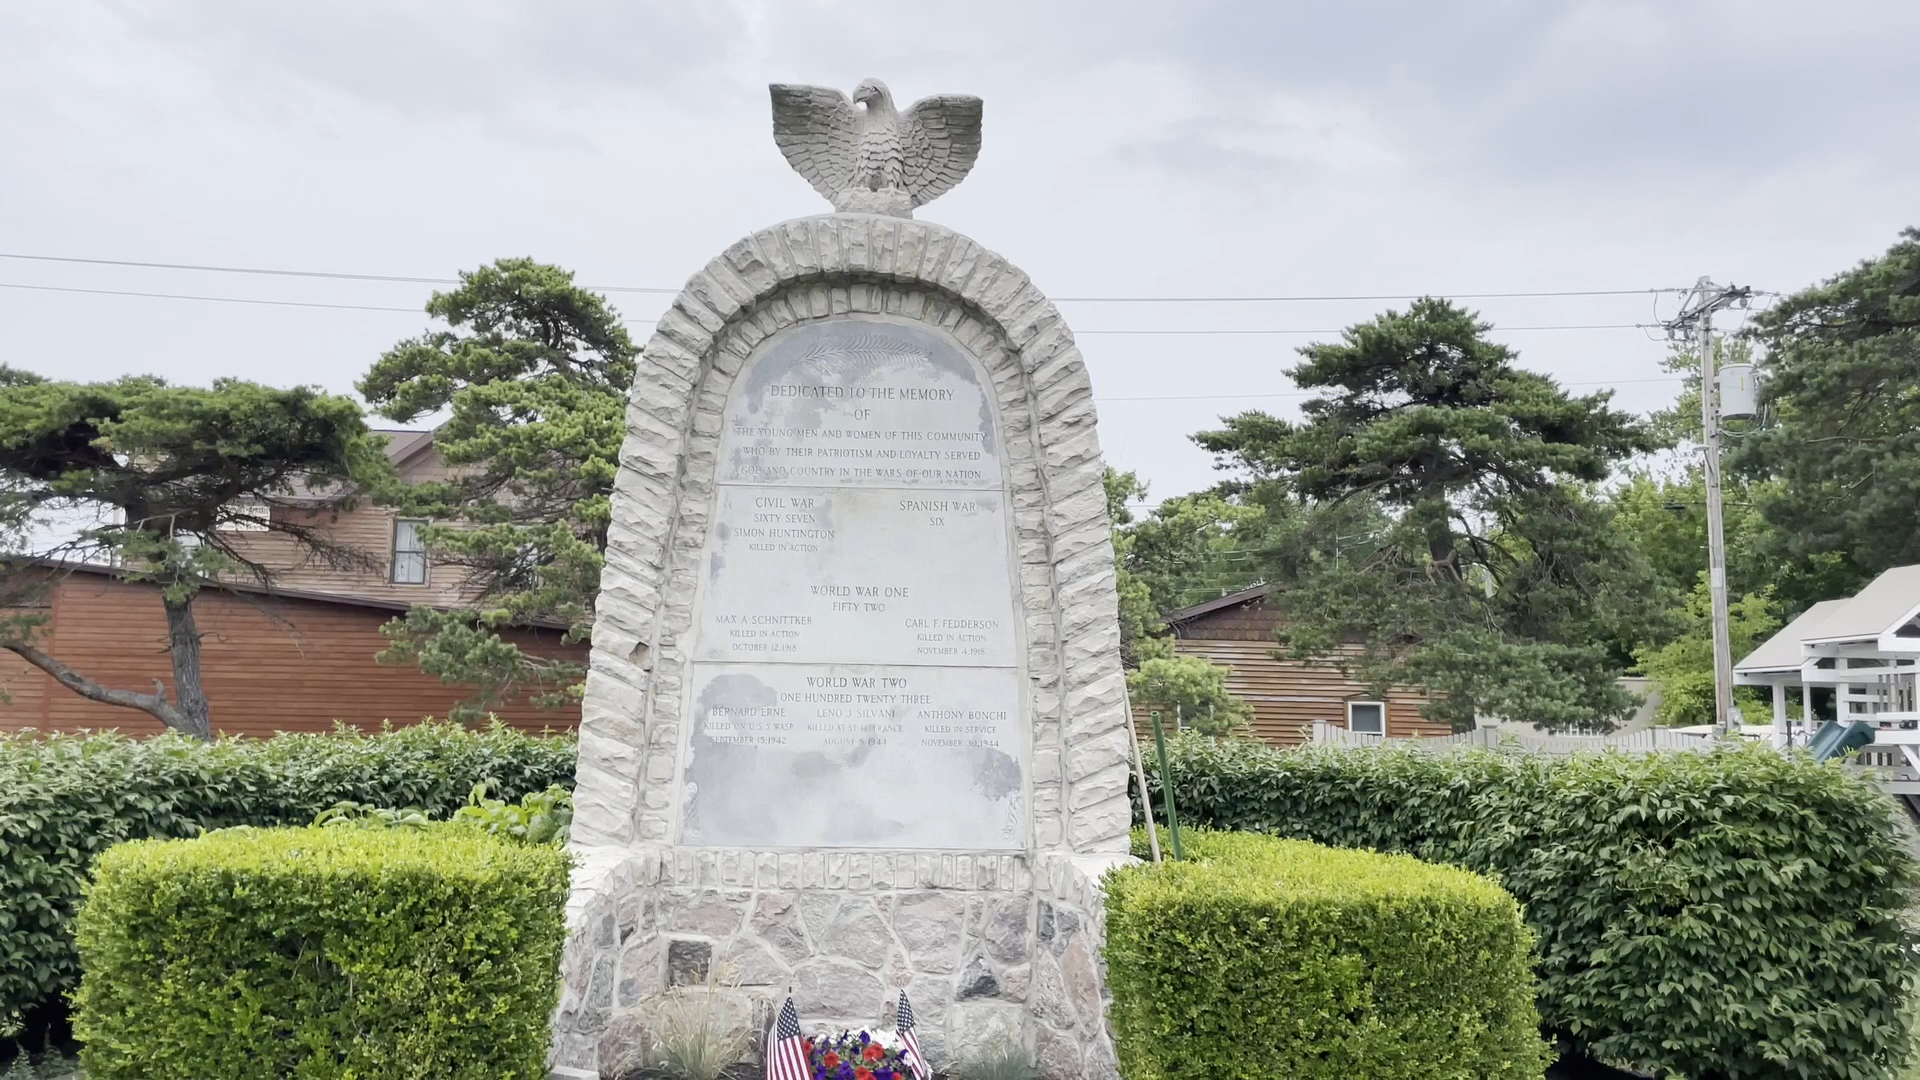 DEDICATED TO THE MEMORY
OF
THE YOUNG MEN AND WOMEN OF THIS COMMUNITY
WHO BY THEIR PATRIOTISM AND LOYALTY SERVED
GOD AND COUNTRY IN THE WARS OF OUR NATION
CIVIL WAR
SIXTY SEVEN
SIMON HUNTINGTON
KILLED IN ACTION
SPANISH WAR
SIX
WORLD WAR ONE
FIFTY TWO
MAX A SCHNITTKER
KILLED IN ACTION
OCTOBER 12, 1918
CARL F. FEDDERSON
KILLED IN ACTION
NOVEMBER 4, 1918
WORLD WAR TWO
ONE HUNDRED TWENTY THREE
BERNARD ERNE
KILLED ON U.S.S WASP
SEPTEMBER 15, 1942
LENO J SILVANI
KILLED AT ST. FRANCE
AUGUST 1944
ANTHONY BONCHI
KILLED IN SERVICE
NOVEMBER 30, 1944